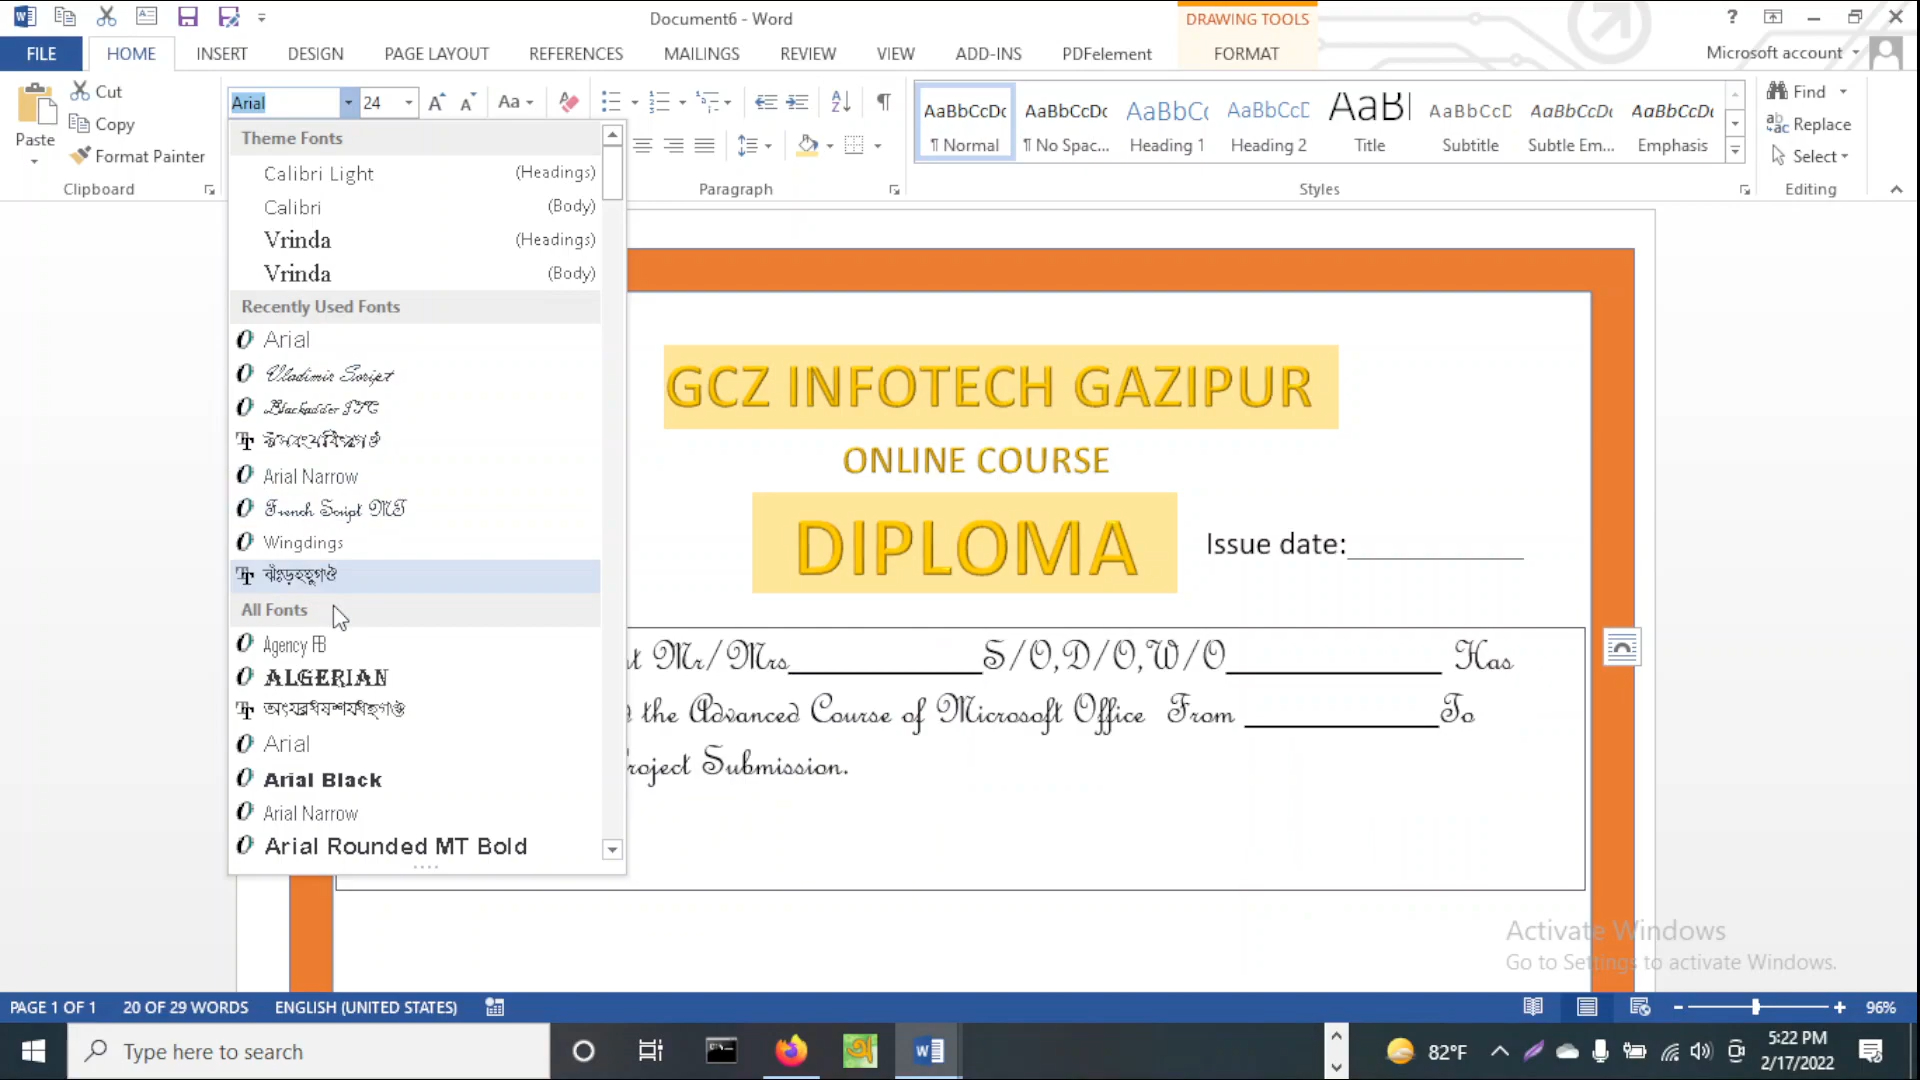 Document6 - Word
DRAWING TOOLS
?
FILE
HOME
INSERT
DESIGN
PAGE LAYOUT
REFERENCES
MAILINGS
REVIEW
VIEW
ADD-INS
PDFelement
FORMAT
Microsoft account
Paste
Cut
Copy
Format Painter
Clipboard
Arial
24
Aa
Paragraph
AaBbCcDc
¶ Normal
AaBbCcDc
¶ No Spac...
AaBbCc
Heading 1
AaBbCcD
Heading 2
AaB
Title
AaBbCcD
Subtitle
AaBbCcDc
Subtle Em...
AaBbCcDc
Emphasis
Styles
Find
Replace
Select
Editing
Theme Fonts
Calibri Light (Headings)
Calibri (Body)
Vrinda (Headings)
Vrinda (Body)
Recently Used Fonts
Arial
Vladimir Script
Blackadder ITC
Arial Narrow
French Script MT
Wingdings
All Fonts
Agency FB
ALGERIAN
Arial
Arial Black
Arial Narrow
Arial Rounded MT Bold
GCZ INFOTECH GAZIPUR
ONLINE COURSE
DIPLOMA
Issue date:______________
Mr/Mrs____________S/O,D/O,W/O_____________ Has
the Advanced Course of Microsoft Office From ____________To
roject Submission.
Activate Windows
Go to Settings to activate Windows.
PAGE 1 OF 1
20 OF 29 WORDS
ENGLISH (UNITED STATES)
96%
Type here to search
82°F
5:22 PM
2/17/2022